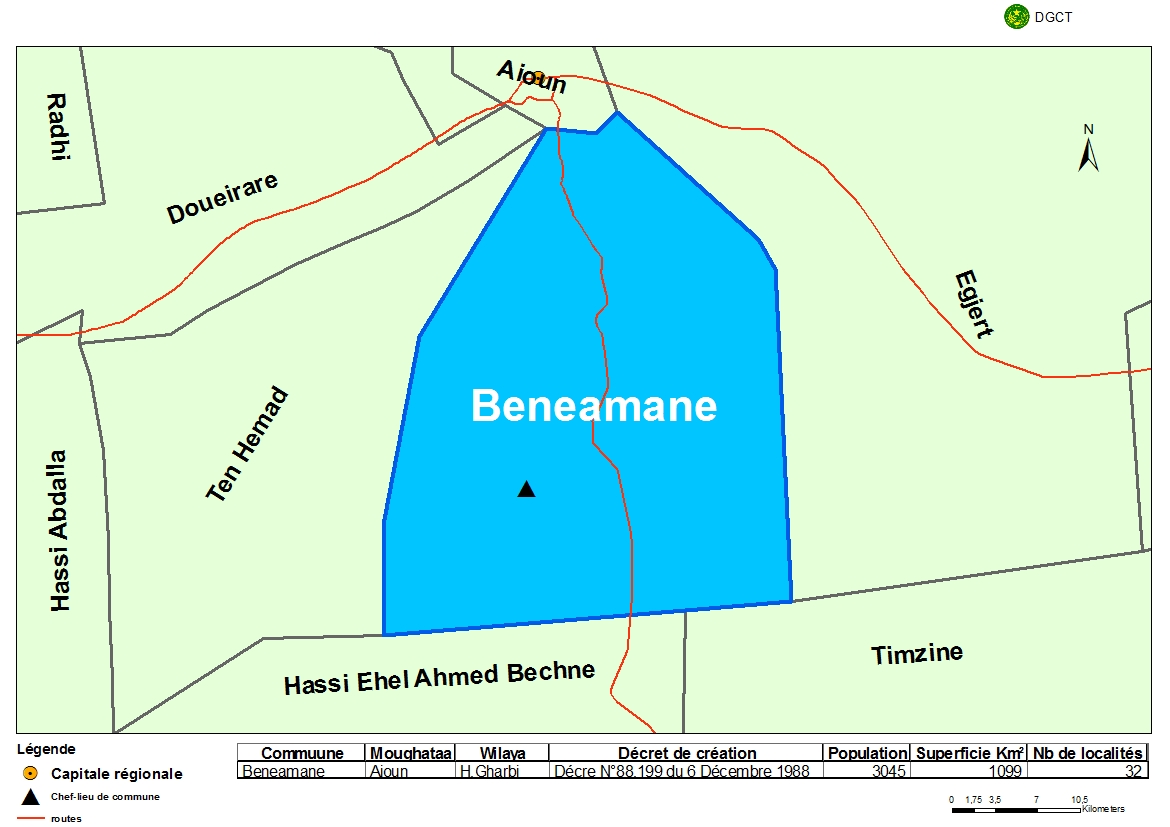 DGCT
Aioun
Radhi
N
Doueirare
Egjert
Beneamane
Ten Hemad
Hassi Abdalla
Timzine
Hassi Ehel Ahmed Bechne
Légende
Capitale régionale
Chef-lieu de commune
routes
Commuune Moughataa Wilaya Décret de création Population Superficie Km² Nb de localités
Beneamane Aioun H.Gharbi Décre N°88.199 du 6 Décembre 1988 3045 1099 32
0 1,75 3,5 7 10,5
Kilometers